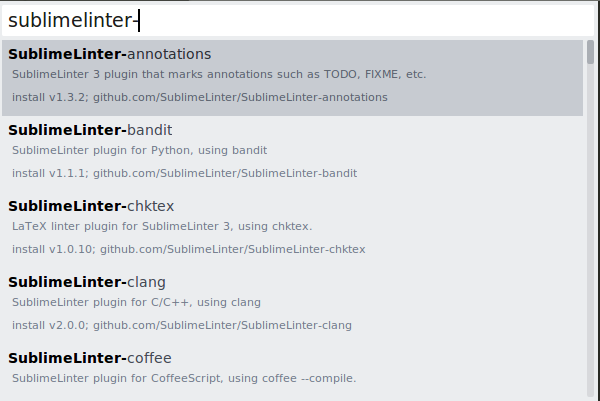 sublimelinter-
SublimeLinter-annotations
SublimeLinter 3 plugin that marks annotations such as TODO, FIXME, etc.
install v1.3.2; github.com/SublimeLinter/SublimeLinter-annotations
SublimeLinter-bandit
SublimeLinter plugin for Python, using bandit
install v1.1.1; github.com/SublimeLinter/SublimeLinter-bandit
SublimeLinter-chktex
LaTeX linter plugin for SublimeLinter 3, using chktex.
install v1.0.10; github.com/SublimeLinter/SublimeLinter-chktex
SublimeLinter-clang
SublimeLinter plugin for C/C++, using clang
install v2.0.0; github.com/SublimeLinter/SublimeLinter-clang
SublimeLinter-coffee
SublimeLinter plugin for CoffeeScript, using coffee --compile.